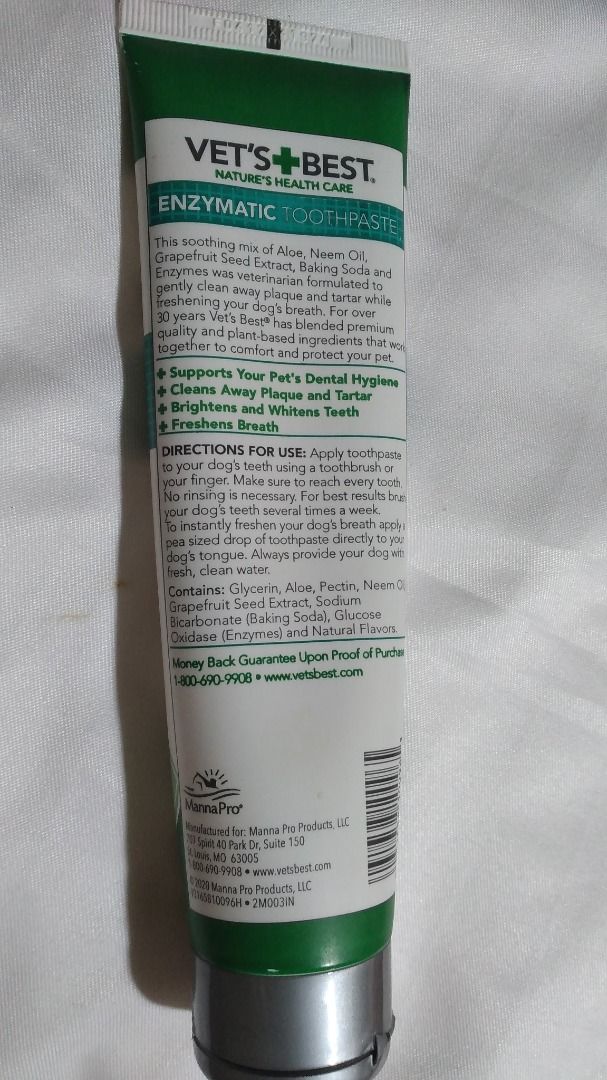 VET'S+BEST®
NATURE'S HEALTH CARE
ENZYMATIC TOOTHPASTE
This soothing mix of Aloe, Neem Oil,
Grapefruit Seed Extract, Baking Soda and
Enzymes was veterinarian formulated to
gently clean away plaque and tartar while
freshening your dog's breath. For over
30 years Vet's Best® has blended premium
quality and plant-based ingredients that work
together to comfort and protect your pet.
+ Supports Your Pet's Dental Hygiene
+ Cleans Away Plaque and Tartar
+ Brightens and Whitens Teeth
+ Freshens Breath
DIRECTIONS FOR USE: Apply toothpaste
to your dog's teeth using a toothbrush or
your finger. Make sure to reach every tooth.
No rinsing is necessary. For best results brush
your dog's teeth several times a week.
To instantly freshen your dog's breath apply a
pea sized drop of toothpaste directly to your
dog's tongue. Always provide your dog with
fresh, clean water.
Contains: Glycerin, Aloe, Pectin, Neem Oil,
Grapefruit Seed Extract, Sodium
Bicarbonate (Baking Soda), Glucose
Oxidase (Enzymes) and Natural Flavors.
Money Back Guarantee Upon Proof of Purchase
1-800-690-9908 • www.vetsbest.com
MannaPro®
Manufactured for: Manna Pro Products, LLC
707 Spirit 40 Park Dr, Suite 150
St. Louis, MO 63005
1-800-690-9908 • www.vetsbest.com
© 2020 Manna Pro Products, LLC
2M003IN